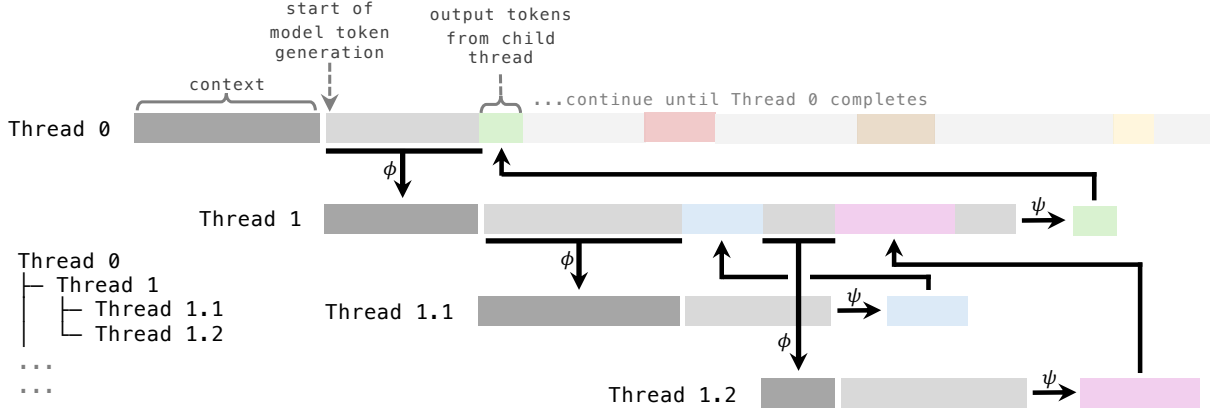 start of
model token
generation
output tokens
from child
thread
context
...continue until Thread 0 completes
Thread 0
ϕ
Thread 1
ψ
ϕ
Thread 0
├─ Thread 1
│  ├─ Thread 1.1
│  └─ Thread 1.2
...
...
Thread 1.1
ψ
ϕ
Thread 1.2
ψ